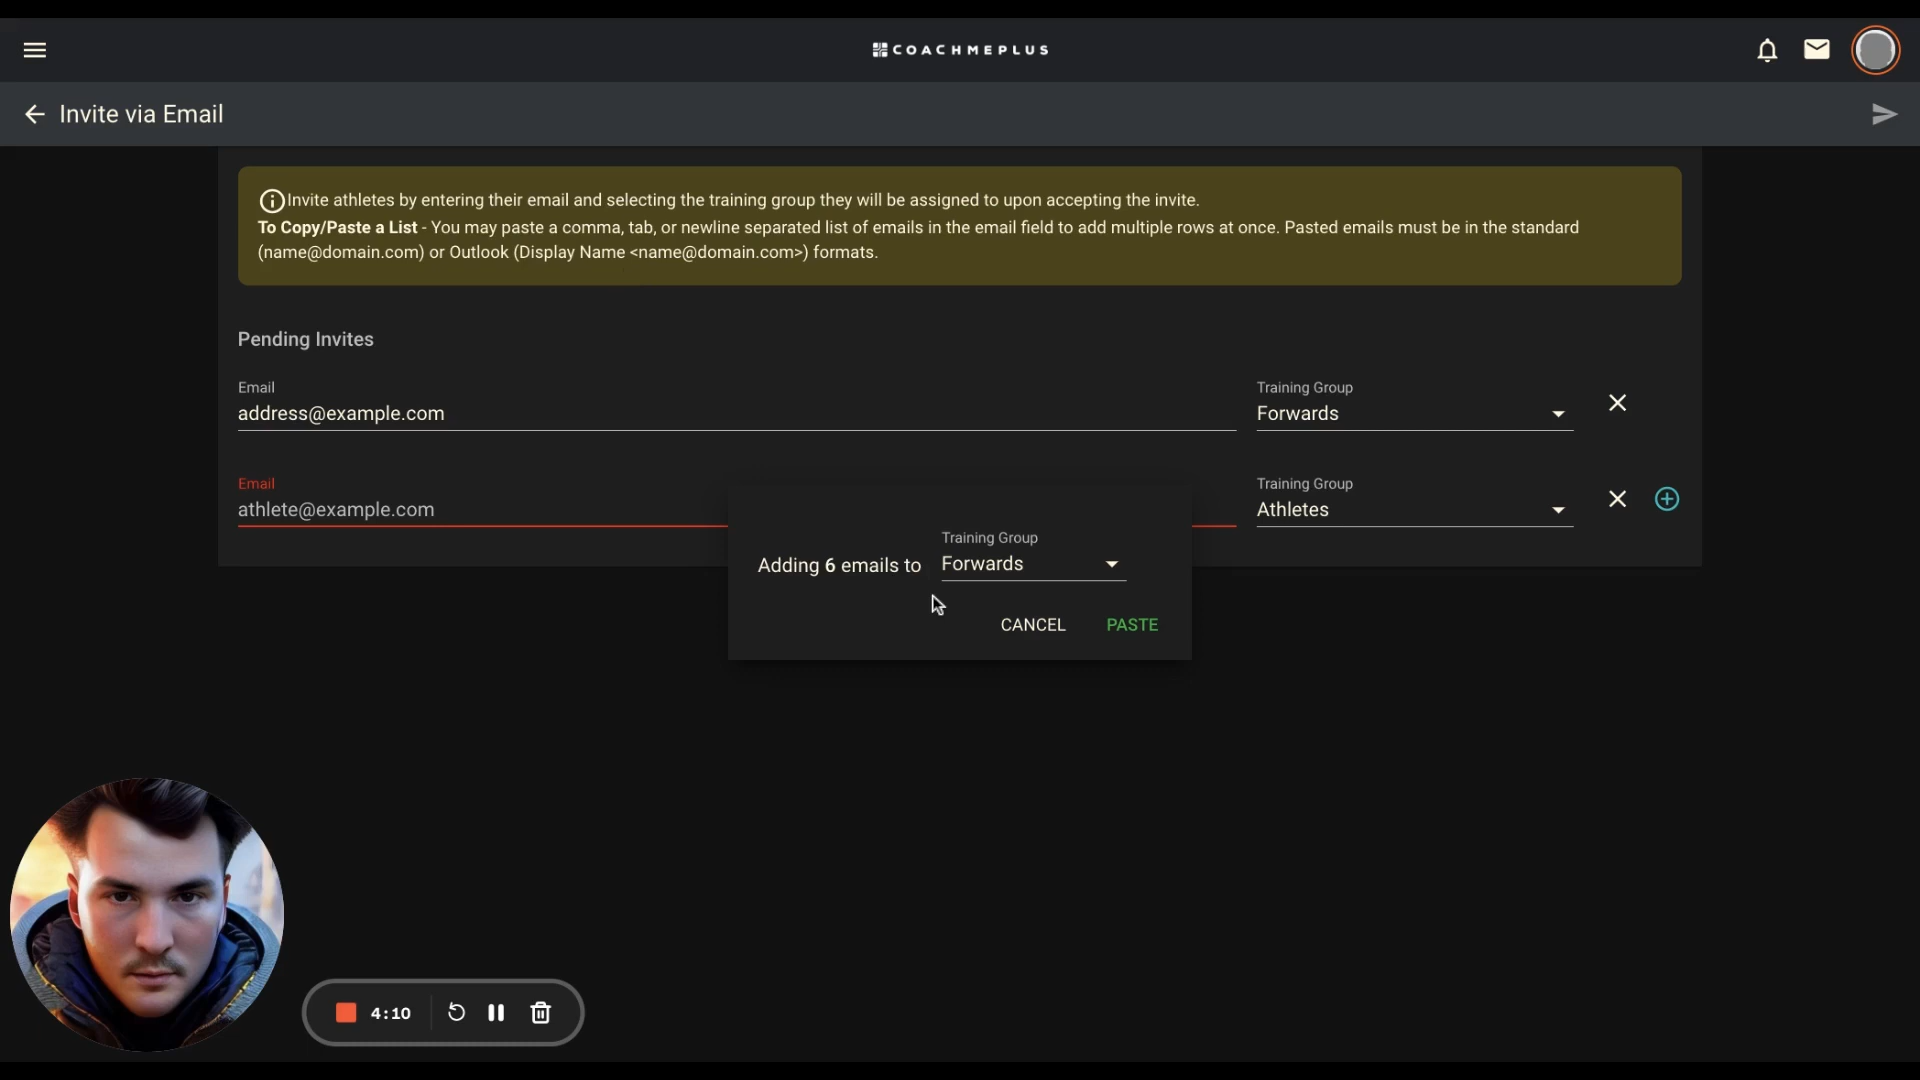 COACHMEPLUS
Invite via Email
Invite athletes by entering their email and selecting the training group they will be assigned to upon accepting the invite.
To Copy/Paste a List - You may paste a comma, tab, or newline separated list of emails in the email field to add multiple rows at once. Pasted emails must be in the standard
(name@domain.com) or Outlook (Display Name <name@domain.com>) formats.
Pending Invites
Email
address@example.com
Training Group
Forwards
Email
athlete@example.com
Training Group
Athletes
Adding 6 emails to
Training Group
Forwards
CANCEL
PASTE
4:10